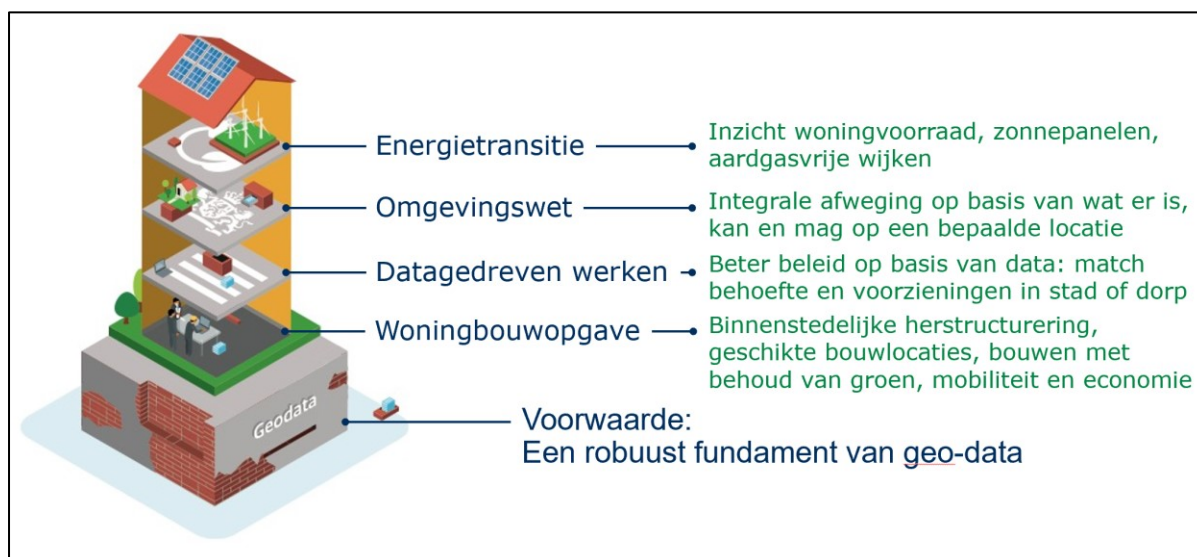 Energietransitie
Inzicht woningvoorraad, zonnepanelen,
aardgasvrije wijken
Omgevingswet
Integrale afweging op basis van wat er is,
kan en mag op een bepaalde locatie
Datagedreven werken
Beter beleid op basis van data: match
behoefte en voorzieningen in stad of dorp
Woningbouwopgave
Binnenstedelijke herstructurering,
geschikte bouwlocaties, bouwen met
behoud van groen, mobiliteit en economie
Geodata
Voorwaarde:
Een robuust fundament van geo-data